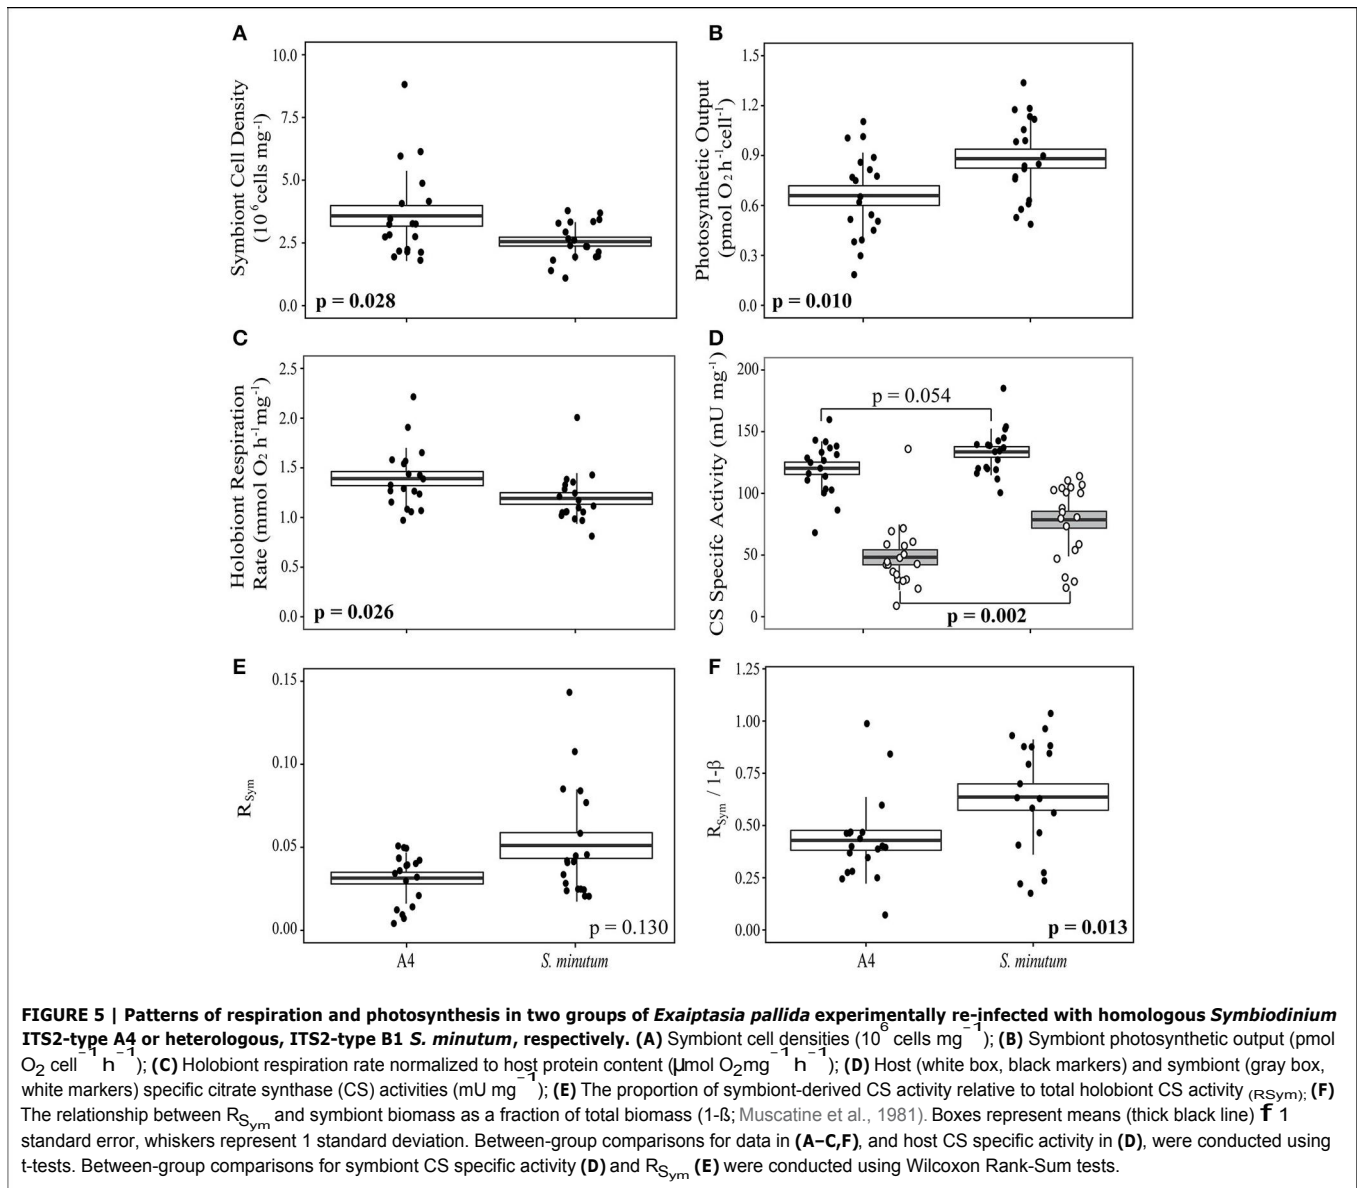 A
10.0
7.5
5.0
2.5
0.0
Symbiont Cell Density
(10⁶cells mg⁻¹)
p = 0.028
B
1.5
1.2
0.9
0.6
0.3
0.0
Photosynthetic Output
(pmol O₂ h⁻¹cell⁻¹)
p = 0.010
C
2.5
2.0
1.5
1.0
0.5
0.0
Holobiont Respiration
Rate (mmol O₂ h⁻¹mg⁻¹)
p = 0.026
D
200
150
100
50
0
CS Specifc Activity (mU mg⁻¹)
p = 0.054
p = 0.002
E
0.15
0.10
0.05
0.00
R_Sym
p = 0.130
A4
S. minutum
F
1.25
1.00
0.75
0.50
0.25
0.00
R_Sym / 1-β
p = 0.013
A4
S. minutum
FIGURE 5 | Patterns of respiration and photosynthesis in two groups of Exaiptasia pallida experimentally re-infected with homologous Symbiodinium
ITS2-type A4 or heterologous, ITS2-type B1 S. minutum, respectively. (A) Symbiont cell densities (10⁶ cells mg⁻¹); (B) Symbiont photosynthetic output (pmol
O₂ cell⁻¹ h⁻¹); (C) Holobiont respiration rate normalized to host protein content (μmol O₂mg⁻¹ h⁻¹); (D) Host (white box, black markers) and symbiont (gray box,
white markers) specific citrate synthase (CS) activities (mU mg⁻¹); (E) The proportion of symbiont-derived CS activity relative to total holobiont CS activity (RSym); (F)
The relationship between R_Sym and symbiont biomass as a fraction of total biomass (1-ß; Muscatine et al., 1981). Boxes represent means (thick black line) f 1
standard error, whiskers represent 1 standard deviation. Between-group comparisons for data in (A–C,F), and host CS specific activity in (D), were conducted using
t-tests. Between-group comparisons for symbiont CS specific activity (D) and R_Sym (E) were conducted using Wilcoxon Rank-Sum tests.